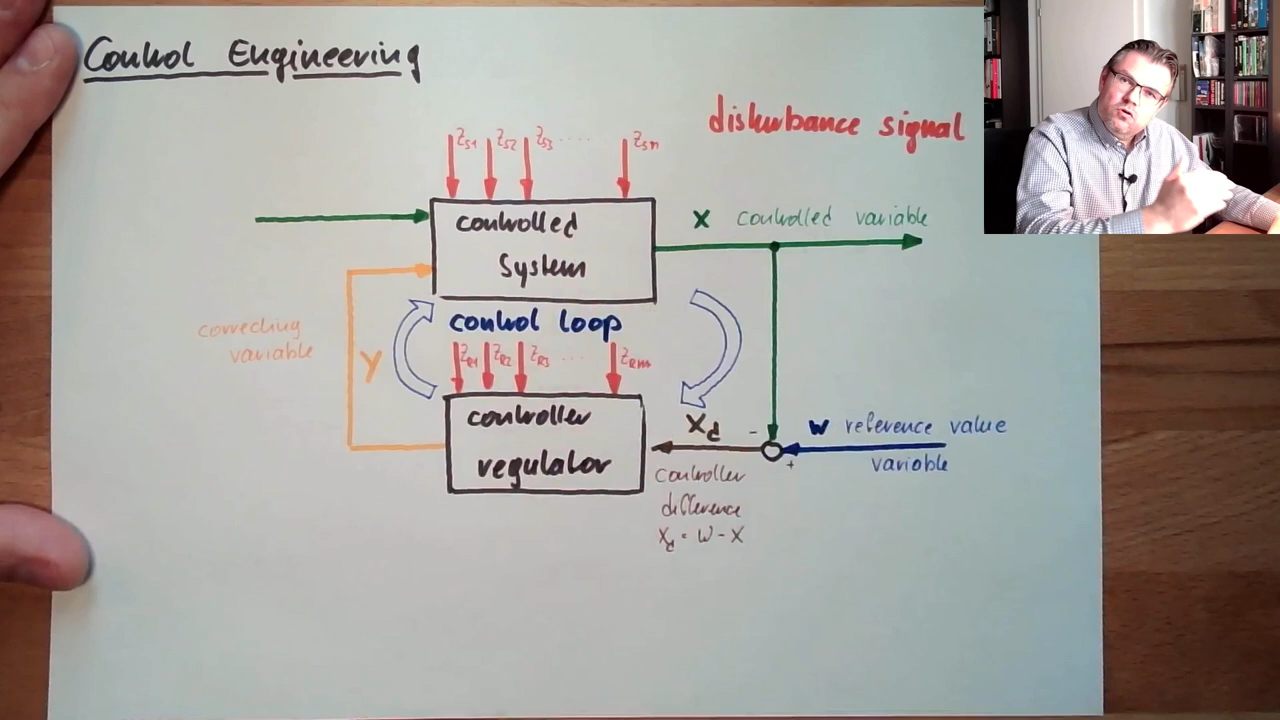 Control Engineering
disturbance signal
Zs1 Zs2 Zs3 .... Zsn
controlled
System
X controlled variable
control loop
correcting
variable
y
ZR1 ZR2 ZR3 ... ZRm
controller
regulator
Xd
-
+
W reference value
variable
controller
difference
Xd = W - X